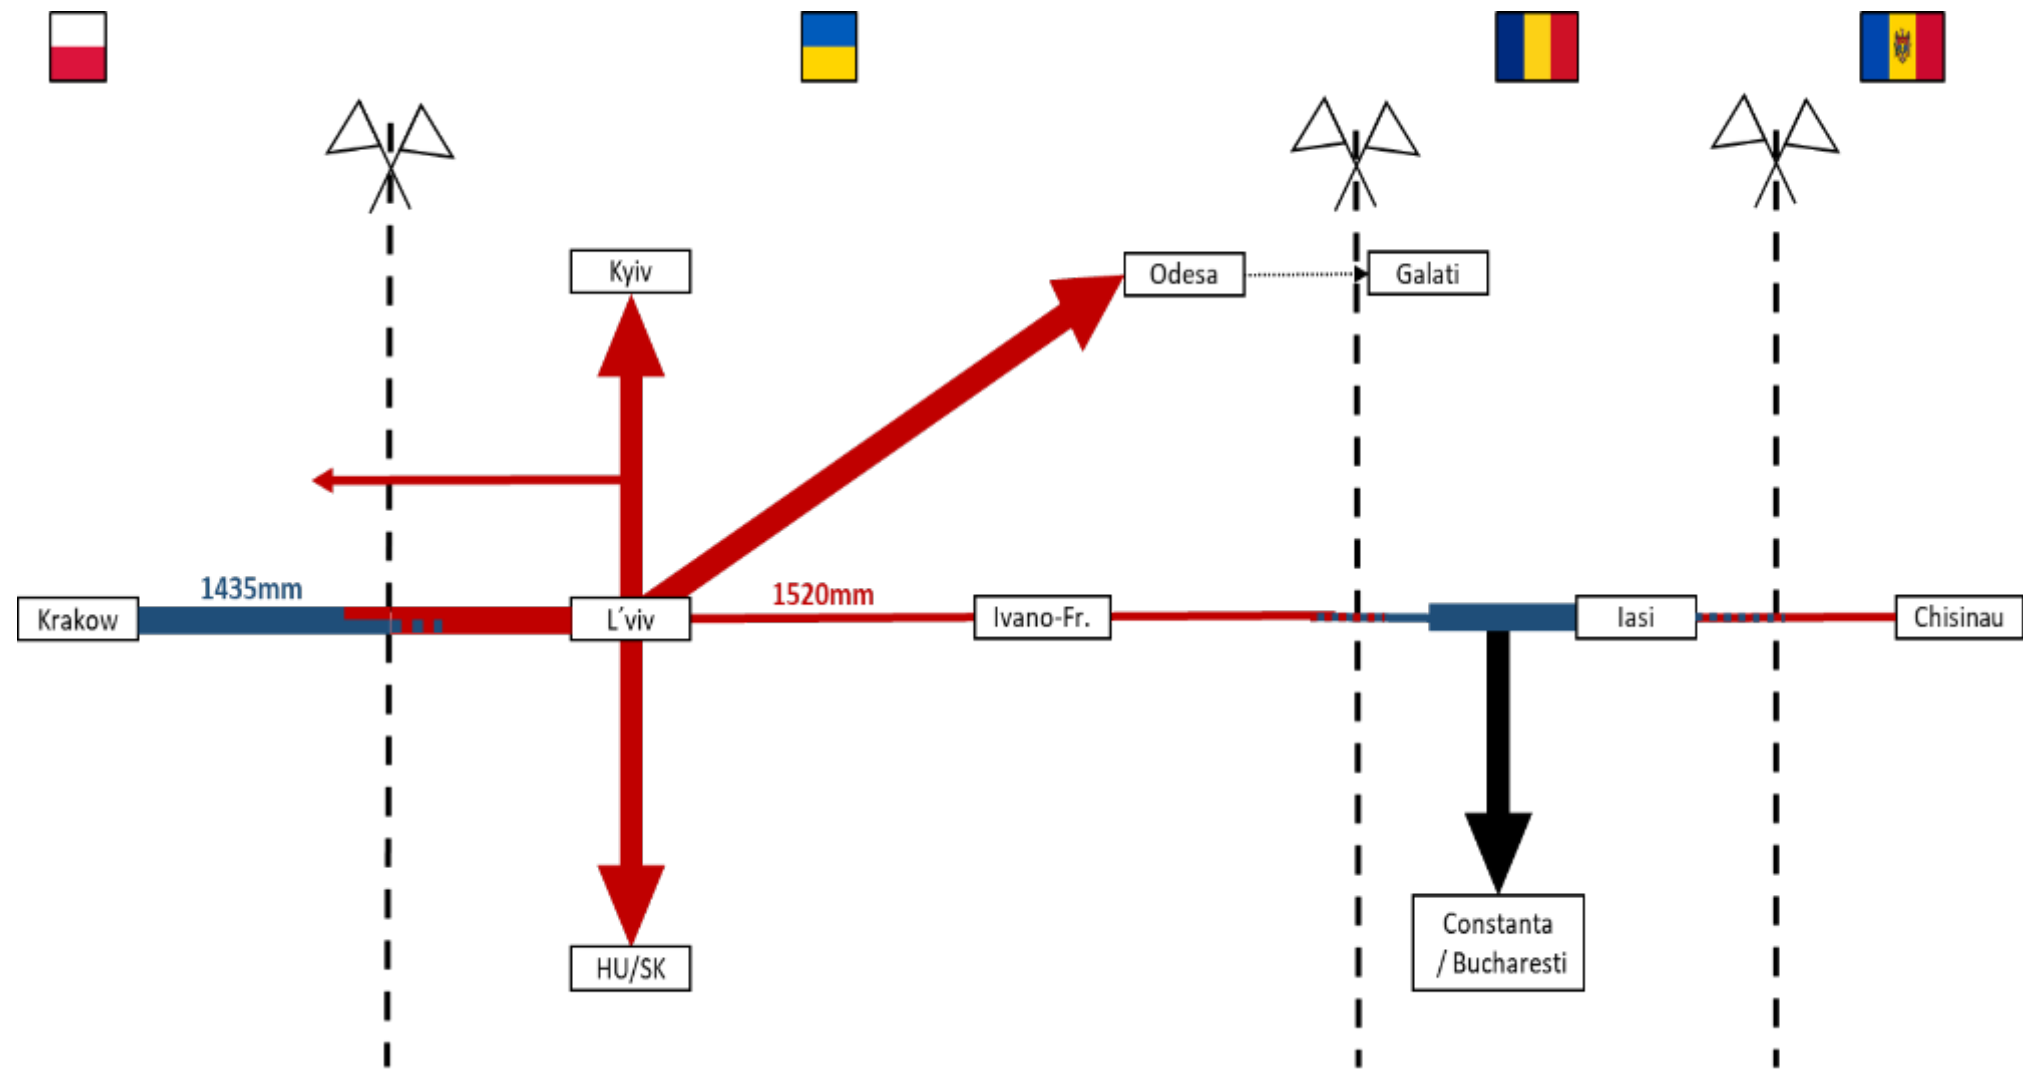 Kyiv
Odesa
Galati
1435mm
1520mm
Krakow
L´viv
Ivano-Fr.
Iasi
Chisinau
Constanta
/ Bucharesti
HU/SK